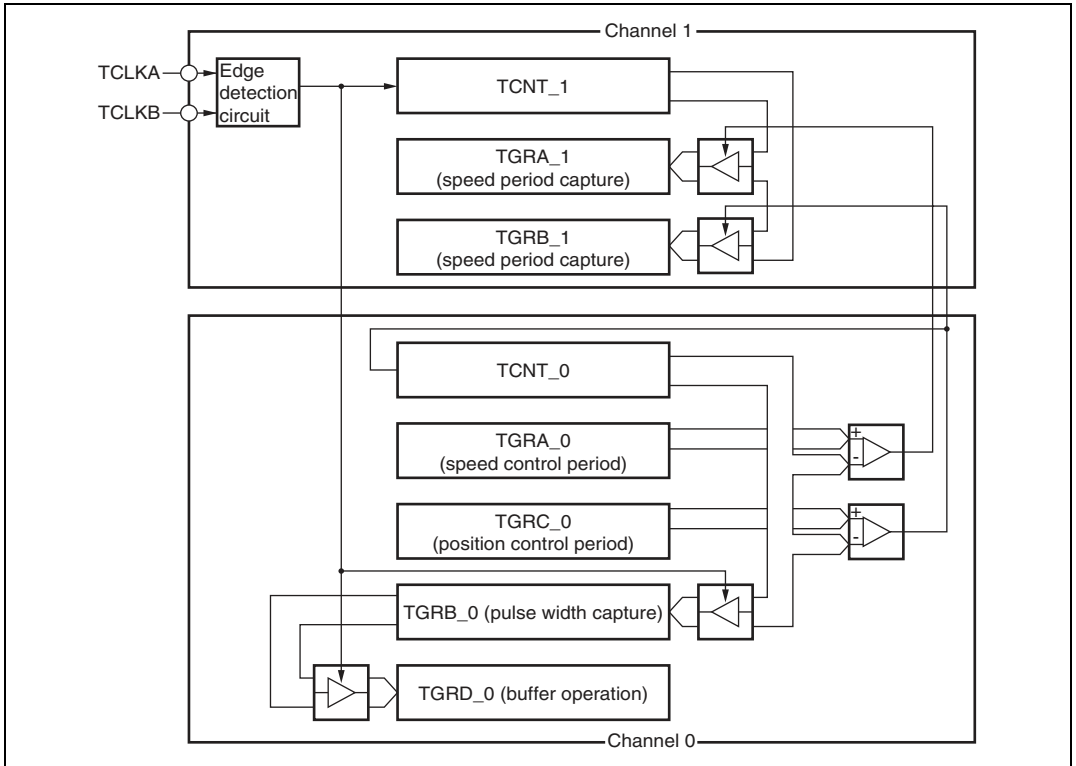 Channel 1
TCLKA
TCLKB
Edge
detection
circuit
TCNT_1
TGRA_1
(speed period capture)
TGRB_1
(speed period capture)
TCNT_0
TGRA_0
(speed control period)
+
-
TGRC_0
(position control period)
+
-
TGRB_0 (pulse width capture)
TGRD_0 (buffer operation)
Channel 0